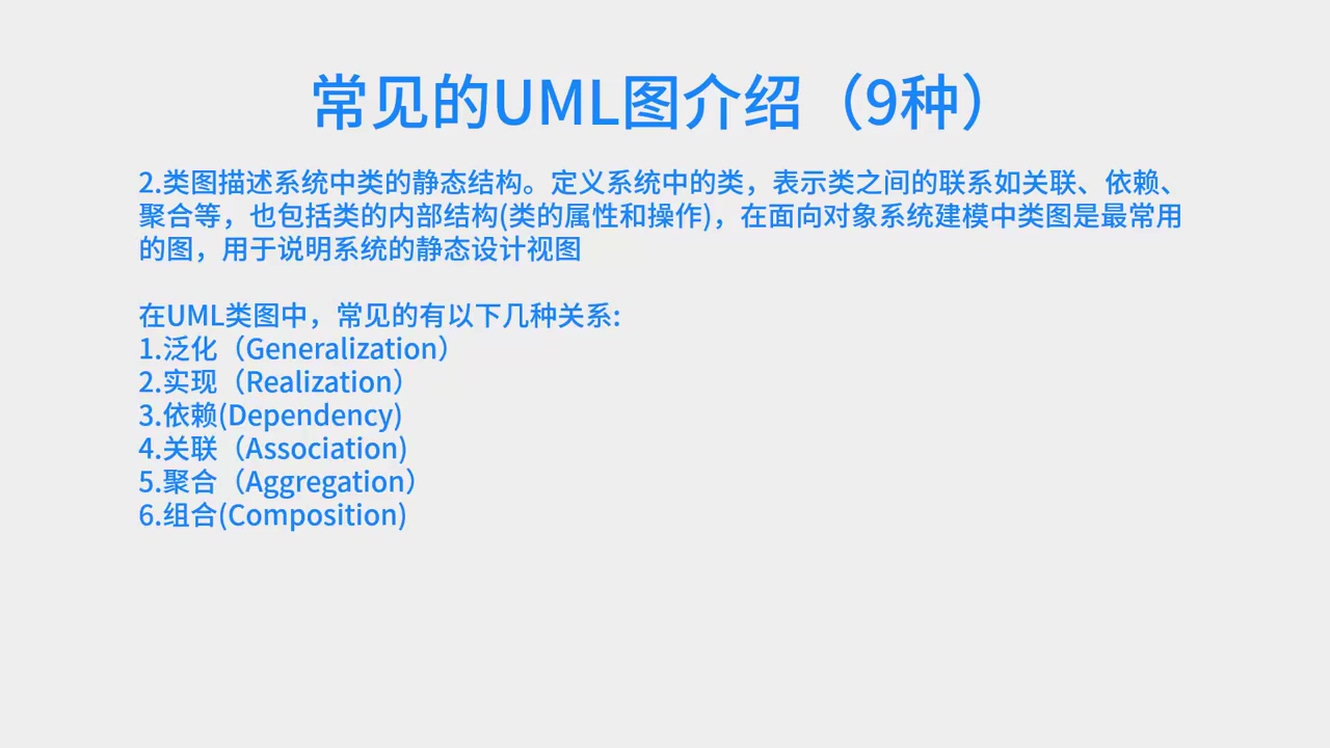 常见的UML图介绍（9种）
2.类图描述系统中类的静态结构。定义系统中的类，表示类之间的联系如关联、依赖、
聚合等，也包括类的内部结构(类的属性和操作)，在面向对象系统建模中类图是最常用
的图，用于说明系统的静态设计视图
在UML类图中，常见的有以下几种关系:
1.泛化（Generalization）
2.实现（Realization）
3.依赖(Dependency)
4.关联（Association)
5.聚合（Aggregation）
6.组合(Composition)